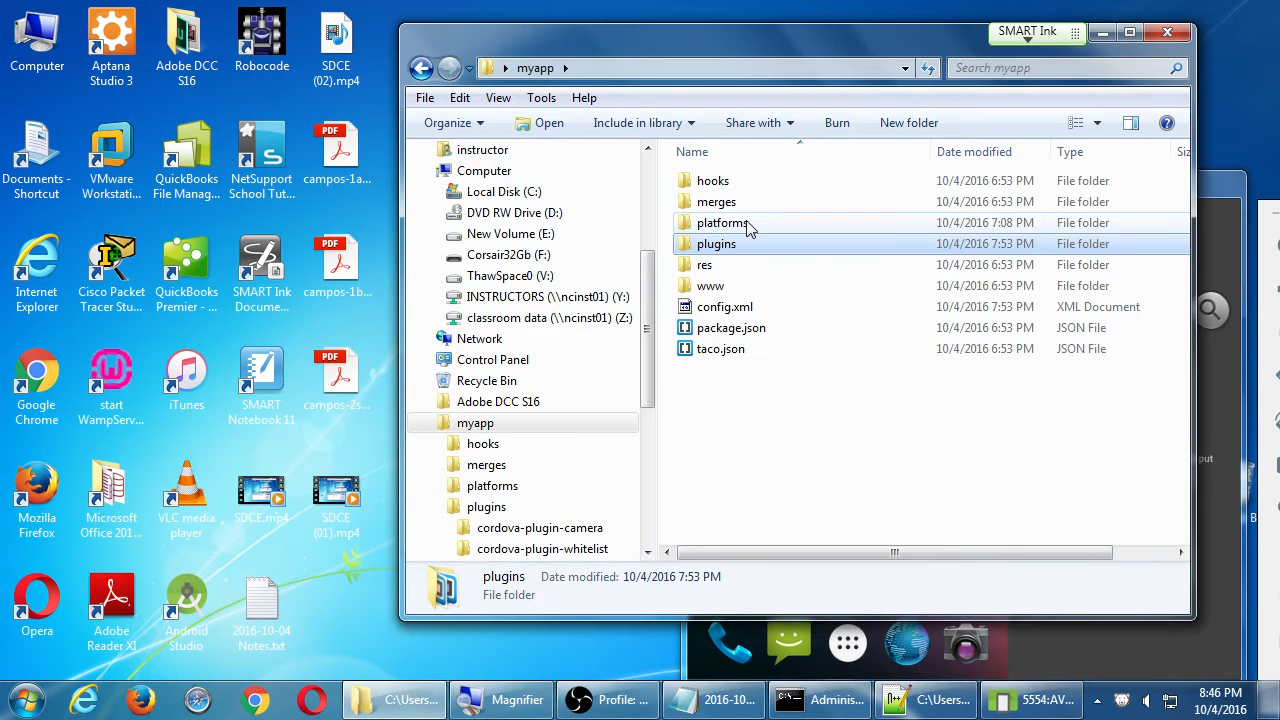 Computer
Aptana
Studio 3
Adobe DCC
S16
Robocode
SDCE
(02).mp4
Documents -
Shortcut
VMware
Workstati...
QuickBooks
File Manag...
NetSupport
School Tut...
PDF
campos-1a...
Internet
Explorer
Cisco Packet
Tracer Stu...
QuickBooks
Premier - ...
SMART Ink
Docume...
PDF
campos-1b...
Google
Chrome
start
WampServ...
iTunes
SMART
Notebook 11
PDF
campos-2s...
Mozilla
Firefox
Microsoft
Office 201...
VLC media
player
SDCE.mp4
SDCE
(01).mp4
Opera
Adobe
Reader XI
Android
Studio
2016-10-04
Notes.txt
SMART Ink
myapp
Search myapp
File Edit View Tools Help
Organize Open Include in library Share with Burn New folder
instructor
Computer
Local Disk (C:)
DVD RW Drive (D:)
New Volume (E:)
Corsair32Gb (F:)
ThawSpace0 (V:)
INSTRUCTORS (\\ncinst01) (Y:)
classroom data (\\ncinst01) (Z:)
Network
Control Panel
Recycle Bin
Adobe DCC S16
myapp
hooks
merges
platforms
plugins
cordova-plugin-camera
cordova-plugin-whitelist
Name Date modified Type Siz
hooks 10/4/2016 6:53 PM File folder
merges 10/4/2016 6:53 PM File folder
platforms 10/4/2016 7:08 PM File folder
plugins 10/4/2016 7:53 PM File folder
res 10/4/2016 6:53 PM File folder
www 10/4/2016 6:53 PM File folder
config.xml 10/4/2016 7:53 PM XML Document
package.json 10/4/2016 6:53 PM JSON File
taco.json 10/4/2016 6:53 PM JSON File
plugins Date modified: 10/4/2016 7:53 PM
File folder
put
B
C:\Users...
Magnifier
Profile: ...
2016-10...
Adminis...
C:\Users...
5554:AV...
8:46 PM
10/4/2016